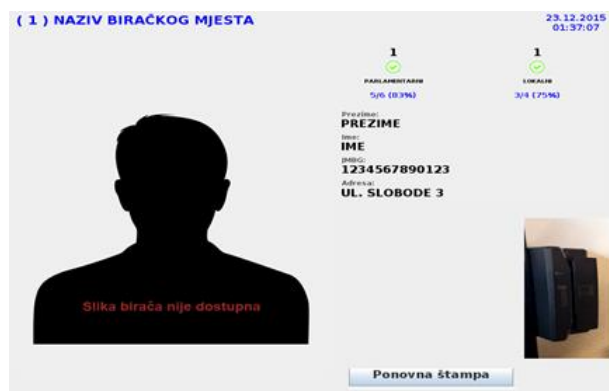 ( 1 ) NAZIV BIRAČKOG MJESTA
23.12.2015
01:37:07
1
PARLAMENTARNI
5/6 (83%)
1
LOKALNI
3/4 (75%)
Prezime:
PREZIME
Ime:
IME
JMBG:
1234567890123
Adresa:
UL. SLOBODE 3
Slika birača nije dostupna
Ponovna štampa